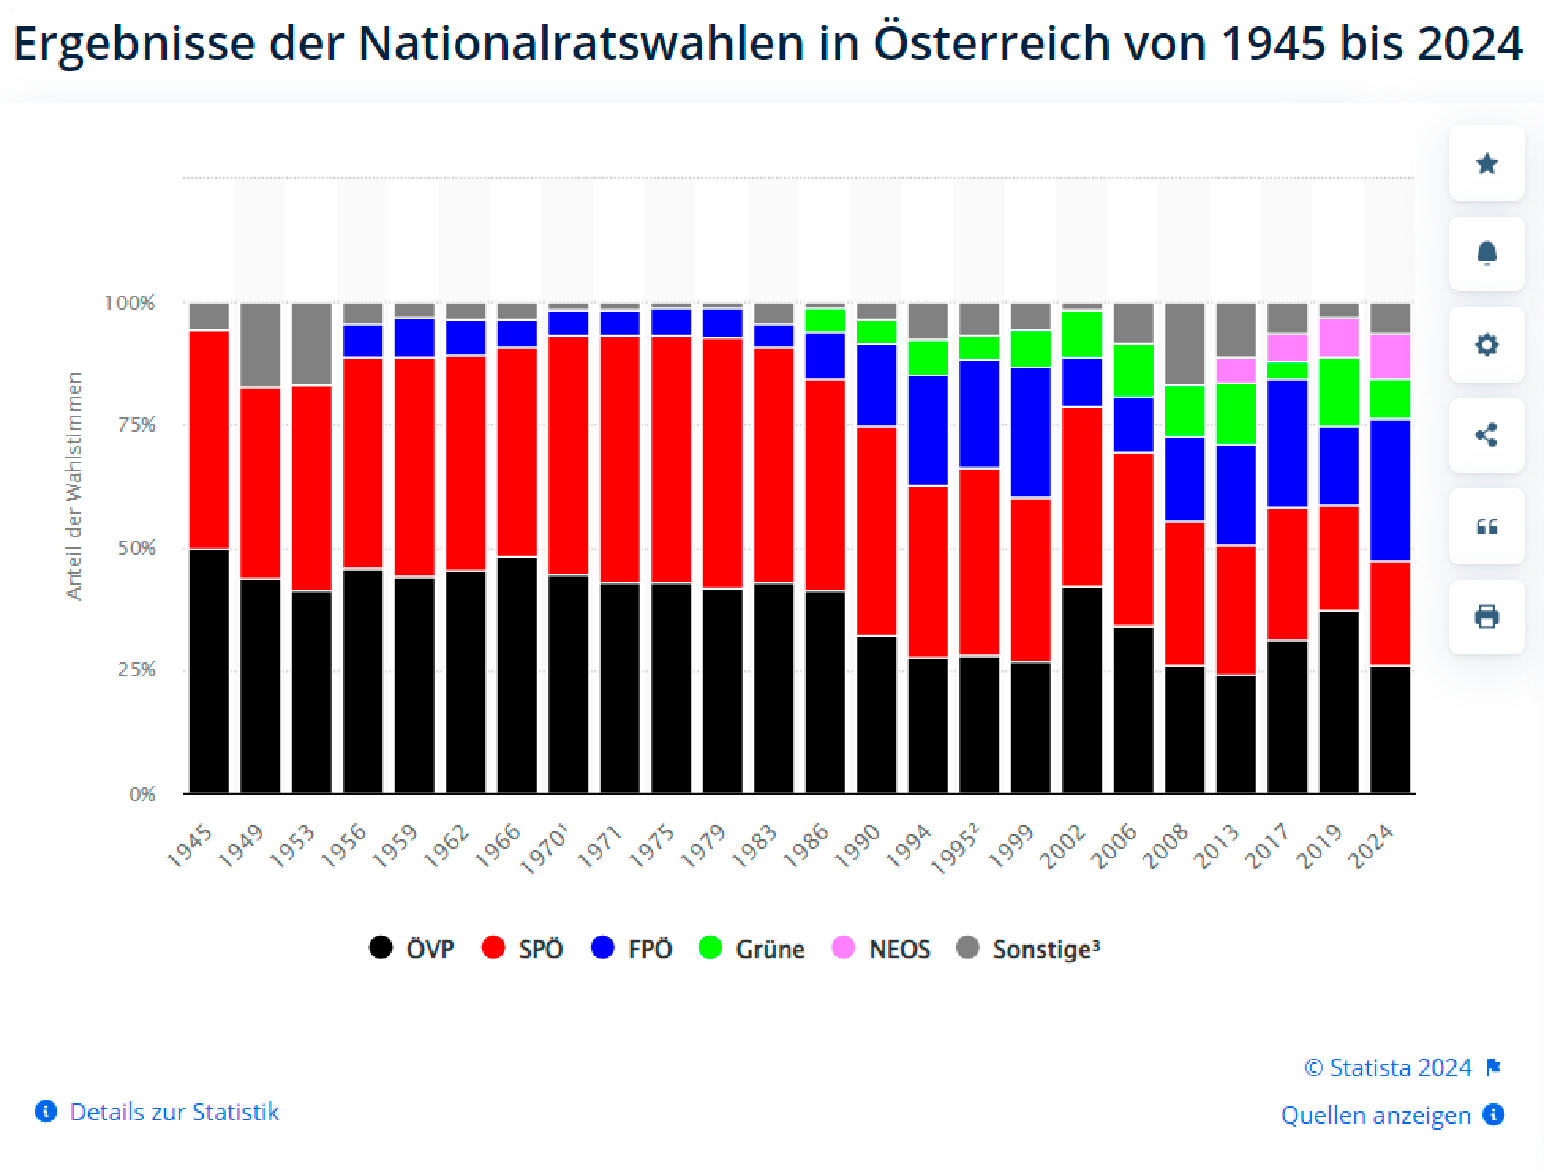 Ergebnisse der Nationalratswahlen in Österreich von 1945 bis 2024
Anteil der Wahlstimmen
100%
75%
50%
25%
0%
1945 1949 1953 1956 1959 1962 1966 1970¹ 1971 1975 1979 1983 1986 1990 1994 1995² 1999 2002 2006 2008 2013 2017 2019 2024
ÖVP SPÖ FPÖ Grüne NEOS Sonstige³
© Statista 2024
Details zur Statistik
Quellen anzeigen